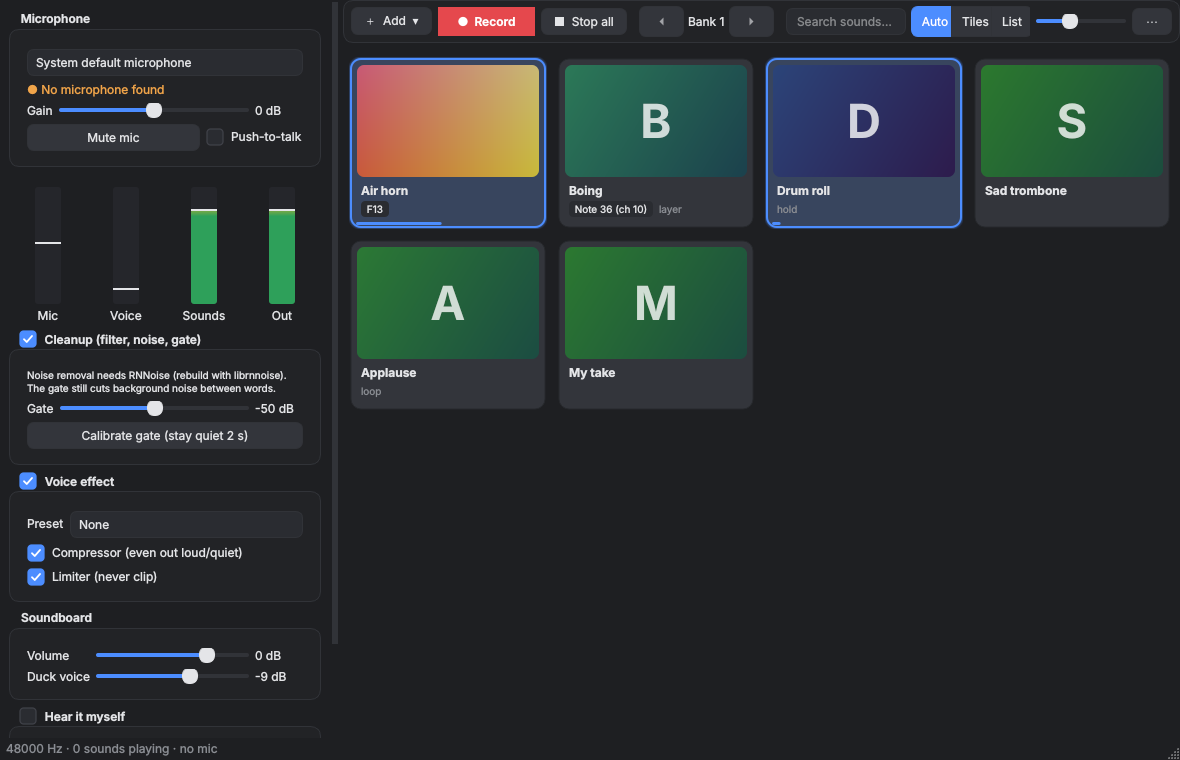 Microphone
System default microphone
No microphone found
Gain 0 dB
Mute mic Push-to-talk
Mic Voice Sounds Out
Cleanup (filter, noise, gate)
Noise removal needs RNNoise (rebuild with librnnoise).
The gate still cuts background noise between words.
Gate -50 dB
Calibrate gate (stay quiet 2 s)
Voice effect
Preset None
Compressor (even out loud/quiet)
Limiter (never clip)
Soundboard
Volume 0 dB
Duck voice -9 dB
Hear it myself
48000 Hz · 0 sounds playing · no mic
+ Add ▾ Record Stop all Bank 1 Search sounds... Auto Tiles List ...
Air horn
F13
B
Boing
Note 36 (ch 10) layer
D
Drum roll
hold
S
Sad trombone
A
Applause
loop
M
My take